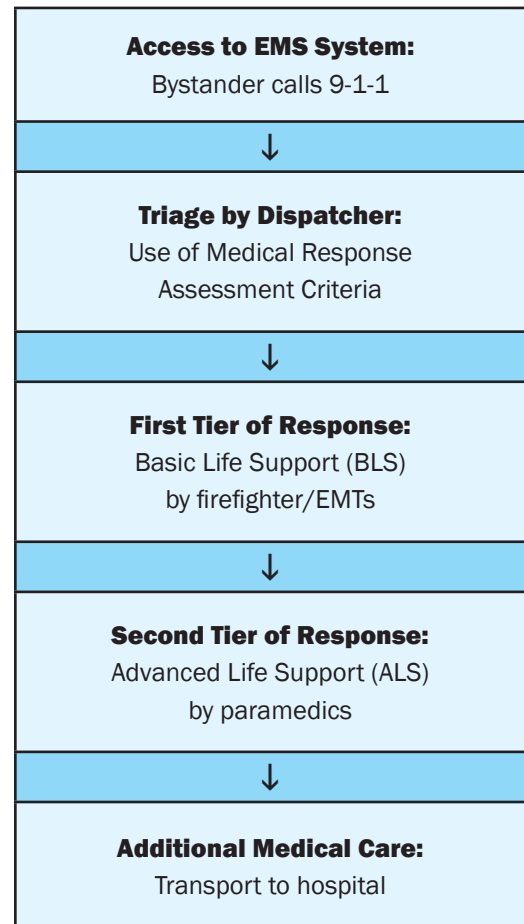 Access to EMS System:
Bystander calls 9-1-1
↓
Triage by Dispatcher:
Use of Medical Response
Assessment Criteria
↓
First Tier of Response:
Basic Life Support (BLS)
by firefighter/EMTs
↓
Second Tier of Response:
Advanced Life Support (ALS)
by paramedics
↓
Additional Medical Care:
Transport to hospital